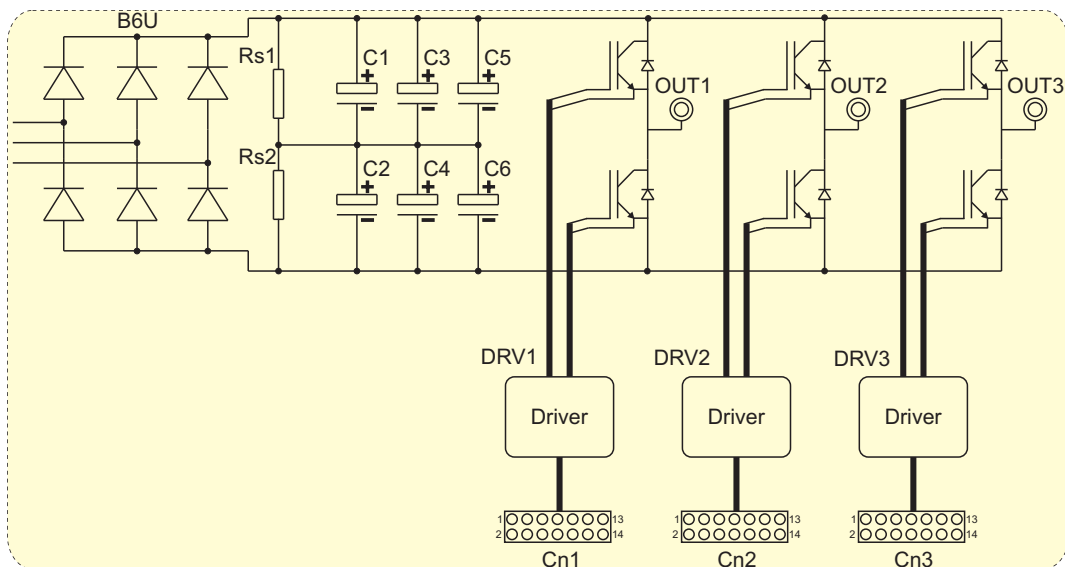 B6U
Rs1
C1
C3
C5
OUT1
OUT2
OUT3
Rs2
C2
C4
C6
DRV1
DRV2
DRV3
Driver
Driver
Driver
1 13
2 14
1 13
2 14
1 13
2 14
Cn1
Cn2
Cn3